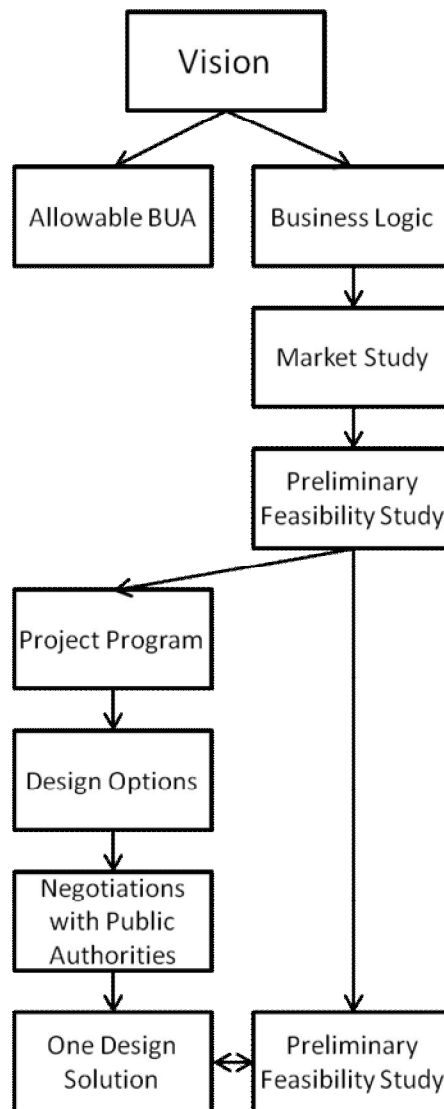 Vision
Allowable BUA
Business Logic
Market Study
Preliminary
Feasibility Study
Project Program
Design Options
Negotiations
with Public
Authorities
One Design
Solution
Preliminary
Feasibility Study